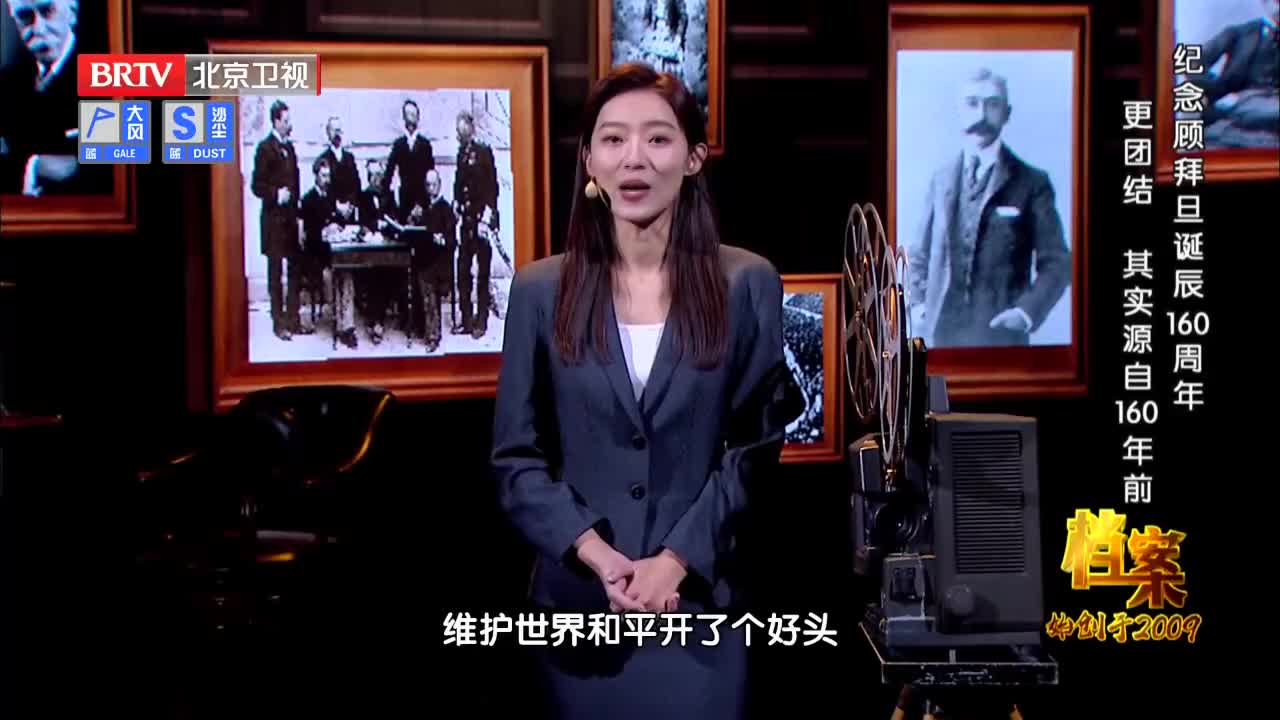 BRTV 北京卫视
大风
蓝 GALE
沙尘
蓝 DUST
纪念顾拜旦诞辰160周年
更团结 其实源自160年前
档案
始创于2009
维护世界和平开了个好头